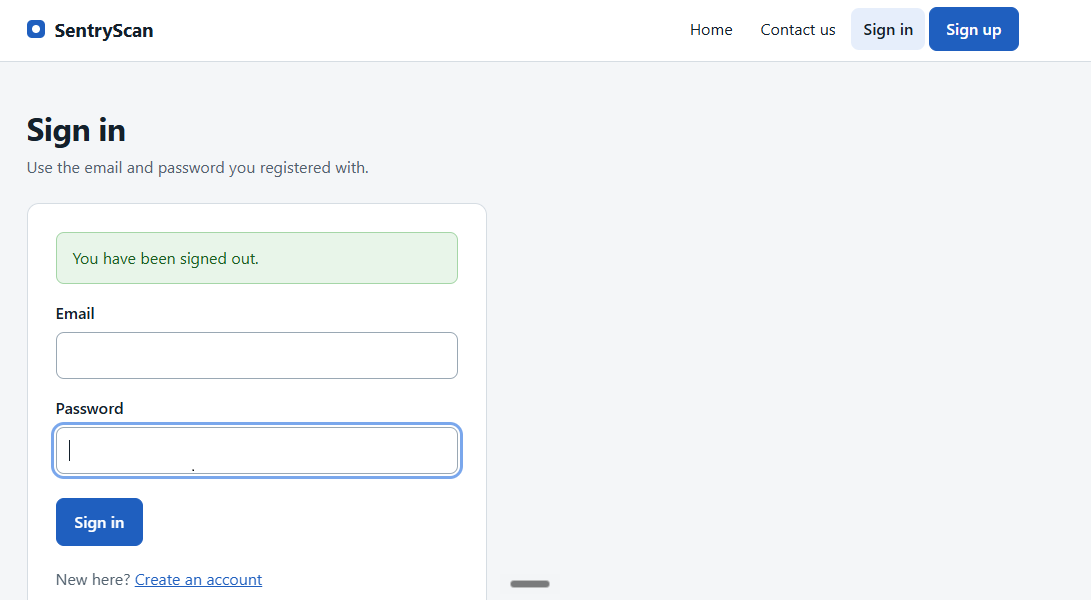 SentryScan
Home Contact us Sign in Sign up
Sign in
Use the email and password you registered with.
You have been signed out.
Email
Password
Sign in
New here? Create an account